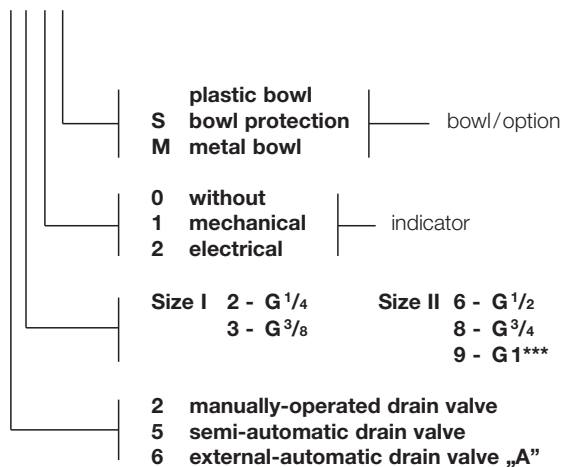 plastic bowl
S bowl protection
M metal bowl
bowl/option
0 without
1 mechanical
2 electrical
indicator
Size I 2 - G 1/4 Size II 6 - G 1/2
3 - G 3/8 8 - G 3/4
9 - G 1***
2 manually-operated drain valve
5 semi-automatic drain valve
6 external-automatic drain valve „A”